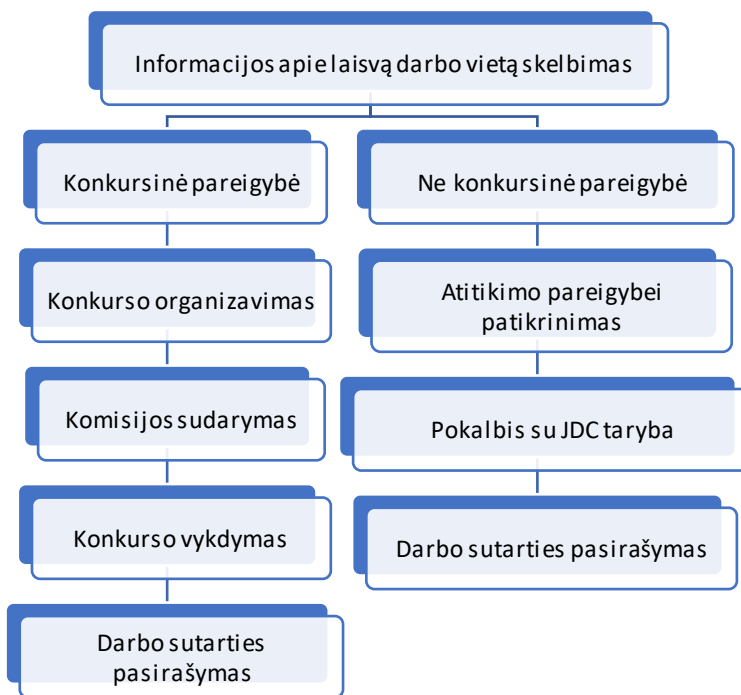 Informacijos apie laisvą darbo vietą skelbimas
Konkursinė pareigybė
Ne konkursinė pareigybė
Konkurso organizavimas
Atitikimo pareigybei
patikrinimas
Komisijos sudarymas
Pokalbis su JDC taryba
Konkurso vykdymas
Darbo sutarties pasirašymas
Darbo sutarties
pasirašymas